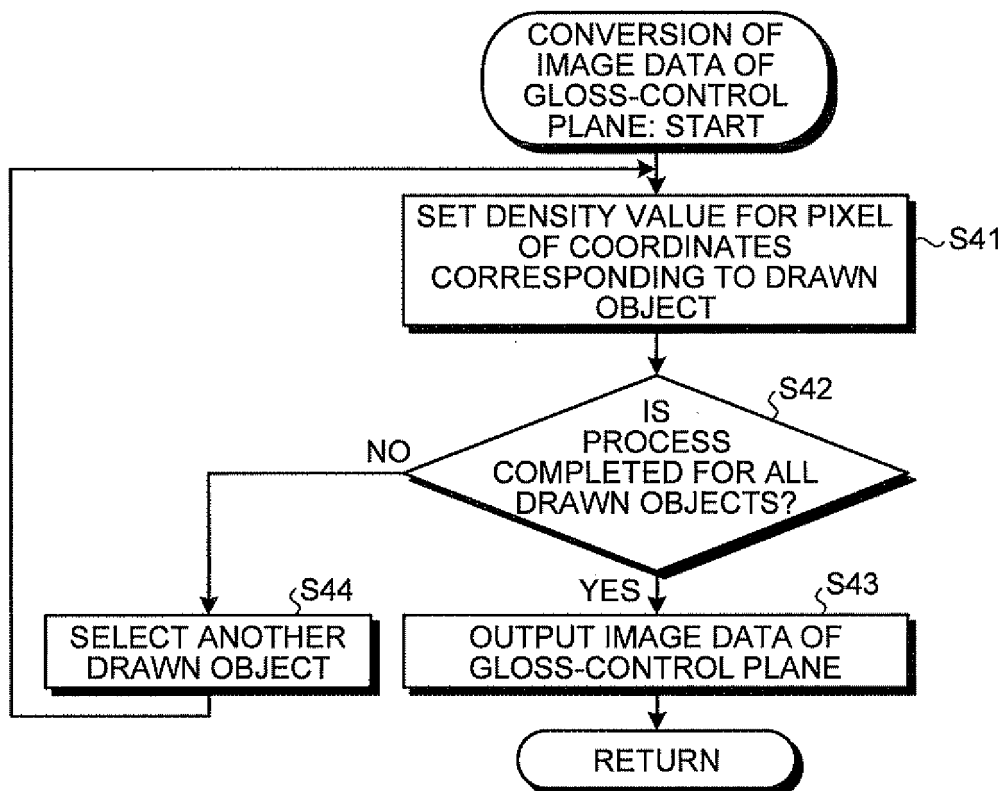 CONVERSION OF
IMAGE DATA OF
GLOSS-CONTROL
PLANE: START
SET DENSITY VALUE FOR PIXEL
OF COORDINATES
CORRESPONDING TO DRAWN
OBJECT
S41
IS
PROCESS
COMPLETED FOR ALL
DRAWN OBJECTS?
S42
NO
YES
S44
SELECT ANOTHER
DRAWN OBJECT
S43
OUTPUT IMAGE DATA OF
GLOSS-CONTROL PLANE
RETURN